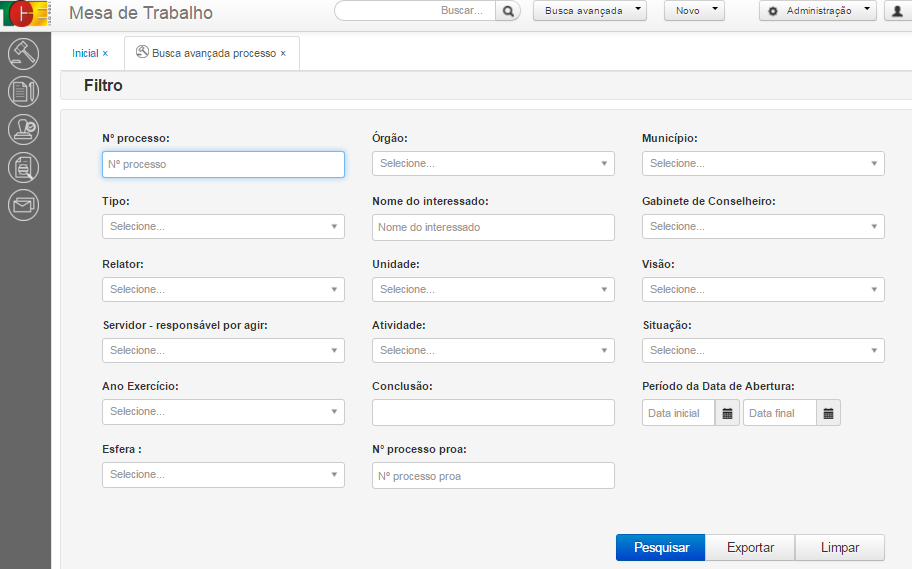 Mesa de Trabalho
Buscar...
Busca avançada
Novo
Administração
Inicial ×
Busca avançada processo ×
Filtro
Nº processo: Órgão: Município:
Nº processo Selecione... Selecione...
Tipo: Nome do interessado: Gabinete de Conselheiro:
Selecione... Nome do interessado Selecione...
Relator: Unidade: Visão:
Selecione... Selecione... Selecione...
Servidor - responsável por agir: Atividade: Situação:
Selecione... Selecione... Selecione...
Ano Exercício: Conclusão: Período da Data de Abertura:
Selecione... Data inicial Data final
Esfera : Nº processo proa:
Selecione... Nº processo proa
Pesquisar Exportar Limpar